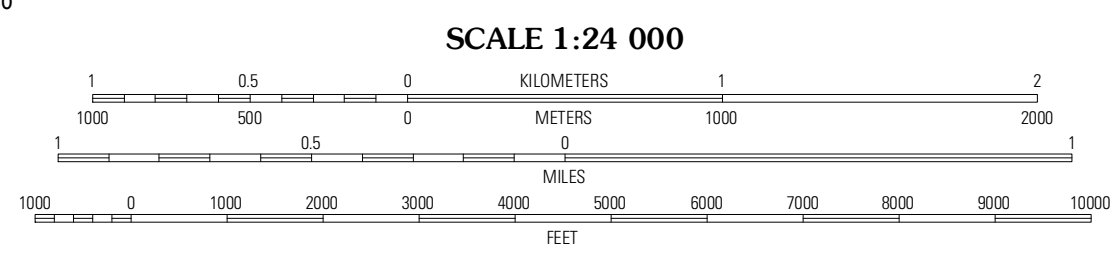 0
SCALE 1:24 000
1 0.5 0 KILOMETERS 1 2
1000 500 0 METERS 1000 2000
1 0.5 0 1
MILES
1000 0 1000 2000 3000 4000 5000 6000 7000 8000 9000 10000
FEET